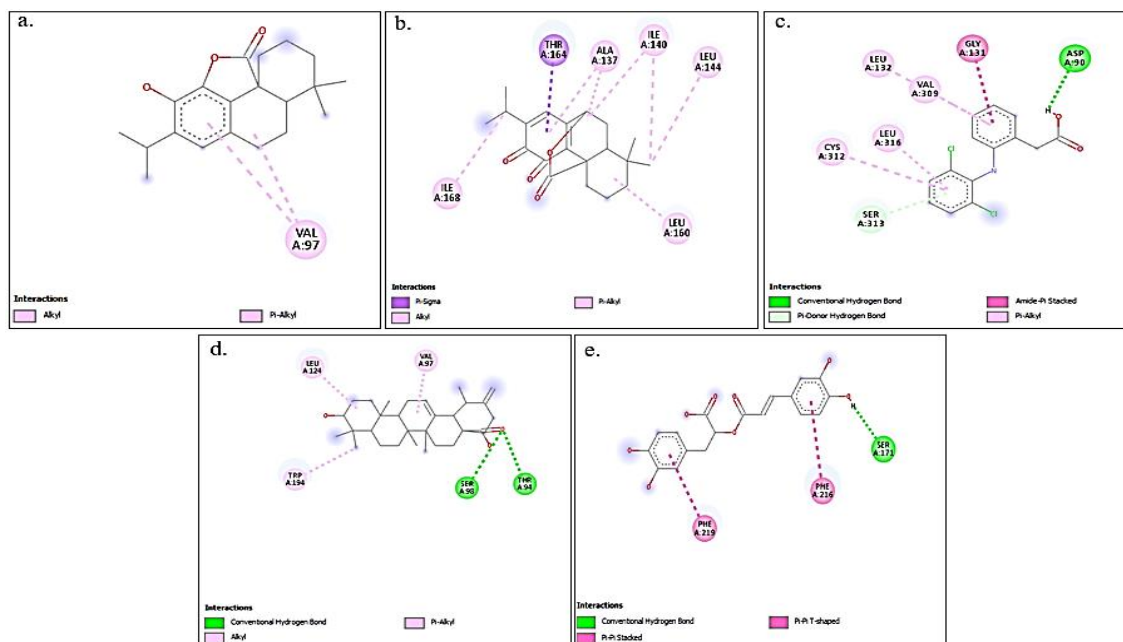 a.
O
O
O
VAL
A:97
Interactions
Alkyl
Pi-Alkyl
b.
THR
A:164
ALA
A:137
ILE
A:140
LEU
A:144
O
O
O
O
ILE
A:168
LEU
A:160
Interactions
Pi-Sigma
Alkyl
Pi-Alkyl
c.
GLY
A:131
ASP
A:90
LEU
A:132
VAL
A:309
H
O
O
CYS
A:312
LEU
A:316
Cl
N
SER
A:313
Cl
Interactions
Conventional Hydrogen Bond
Pi-Donor Hydrogen Bond
Amide-Pi Stacked
Pi-Alkyl
d.
LEU
A:124
VAL
A:97
O
O
O
TRP
A:194
SER
A:98
THR
A:94
Interactions
Conventional Hydrogen Bond
Alkyl
Pi-Alkyl
e.
O
O
O
O
O
O
O
O
H
SER
A:171
PHE
A:216
PHE
A:219
Interactions
Conventional Hydrogen Bond
Pi-Pi Stacked
Pi-Pi T-shaped